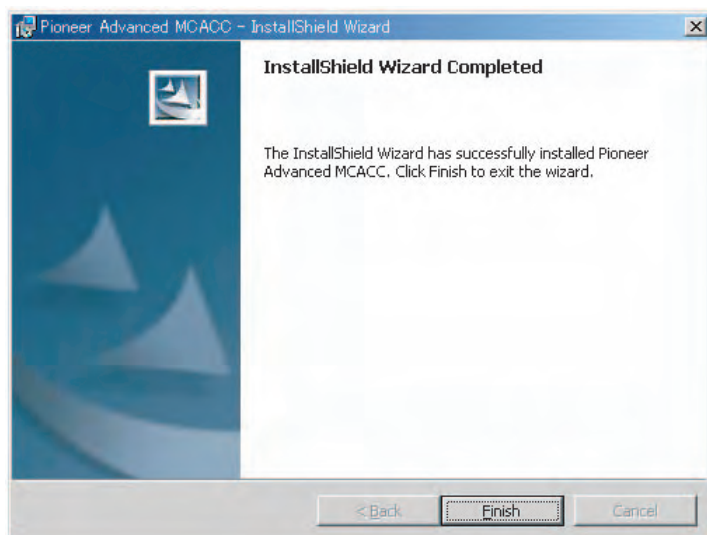 Pioneer Advanced MCACC - InstallShield Wizard
InstallShield Wizard Completed
The InstallShield Wizard has successfully installed Pioneer
Advanced MCACC. Click Finish to exit the wizard.
< Back
Finish
Cancel